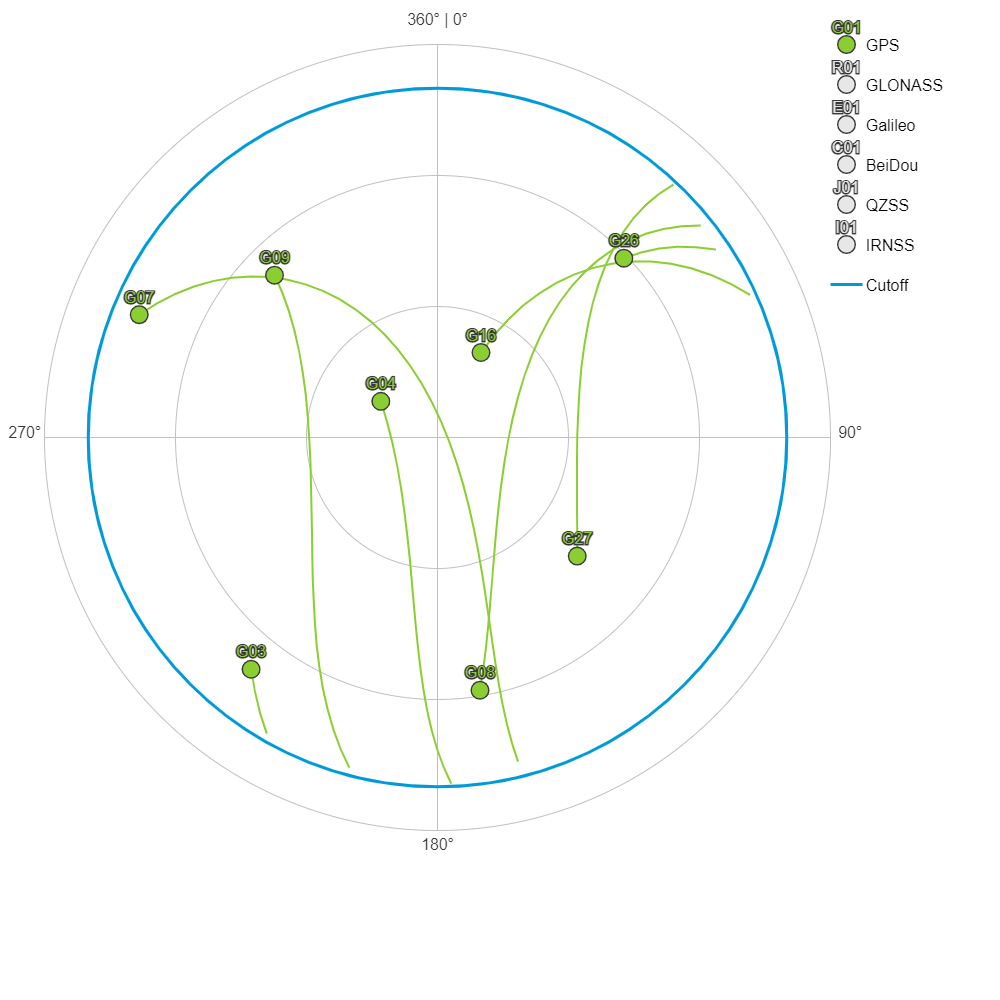 360° | 0°
G01
GPS
R01
GLONASS
E01
Galileo
C01
BeiDou
J01
QZSS
I01
IRNSS
Cutoff
G26
G09
G07
G16
G04
270°
90°
G27
G03
G08
180°